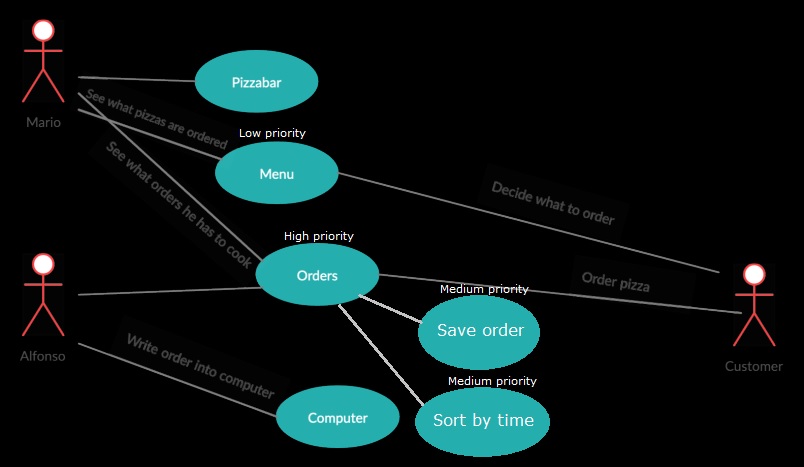 Pizzabar
See what pizzas are ordered
Mario
Low priority
Menu
See what orders he has to cook
Decide what to order
High priority
Orders
Order pizza
Medium priority
Save order
Alfonso
Write order into computer
Customer
Medium priority
Computer
Sort by time